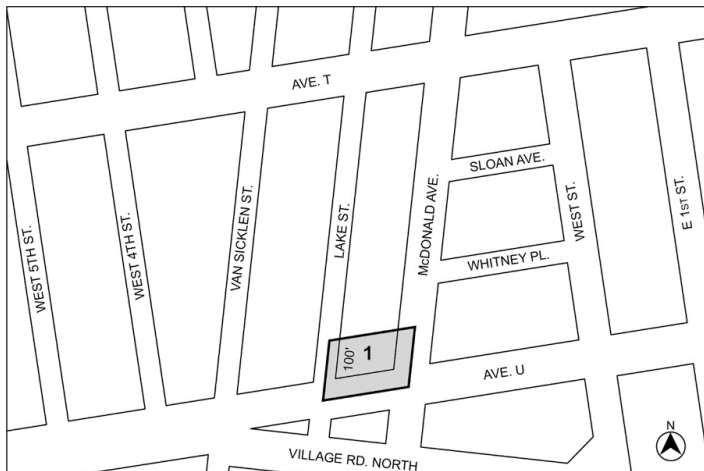 AVE. T
SLOAN AVE.
WEST 5TH ST.
WEST 4TH ST.
VAN SICKLEN ST.
LAKE ST.
McDONALD AVE.
WEST ST.
E 1ST ST.
WHITNEY PL.
100'
1
AVE. U
VILLAGE RD. NORTH
N